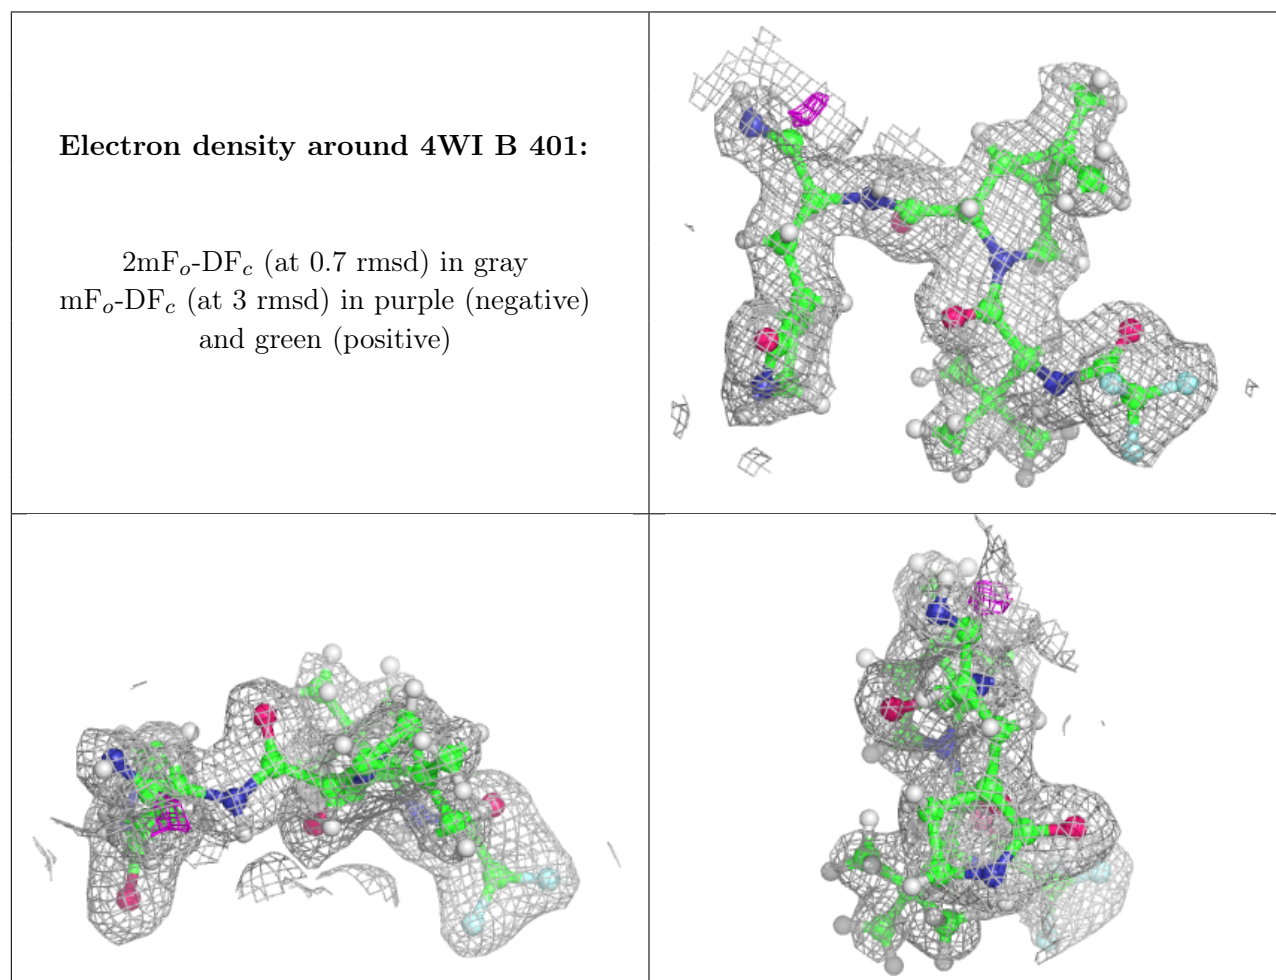 Electron density around 4WI B 401:
2mFo-DFc (at 0.7 rmsd) in gray
mFo-DFc (at 3 rmsd) in purple (negative)
and green (positive)